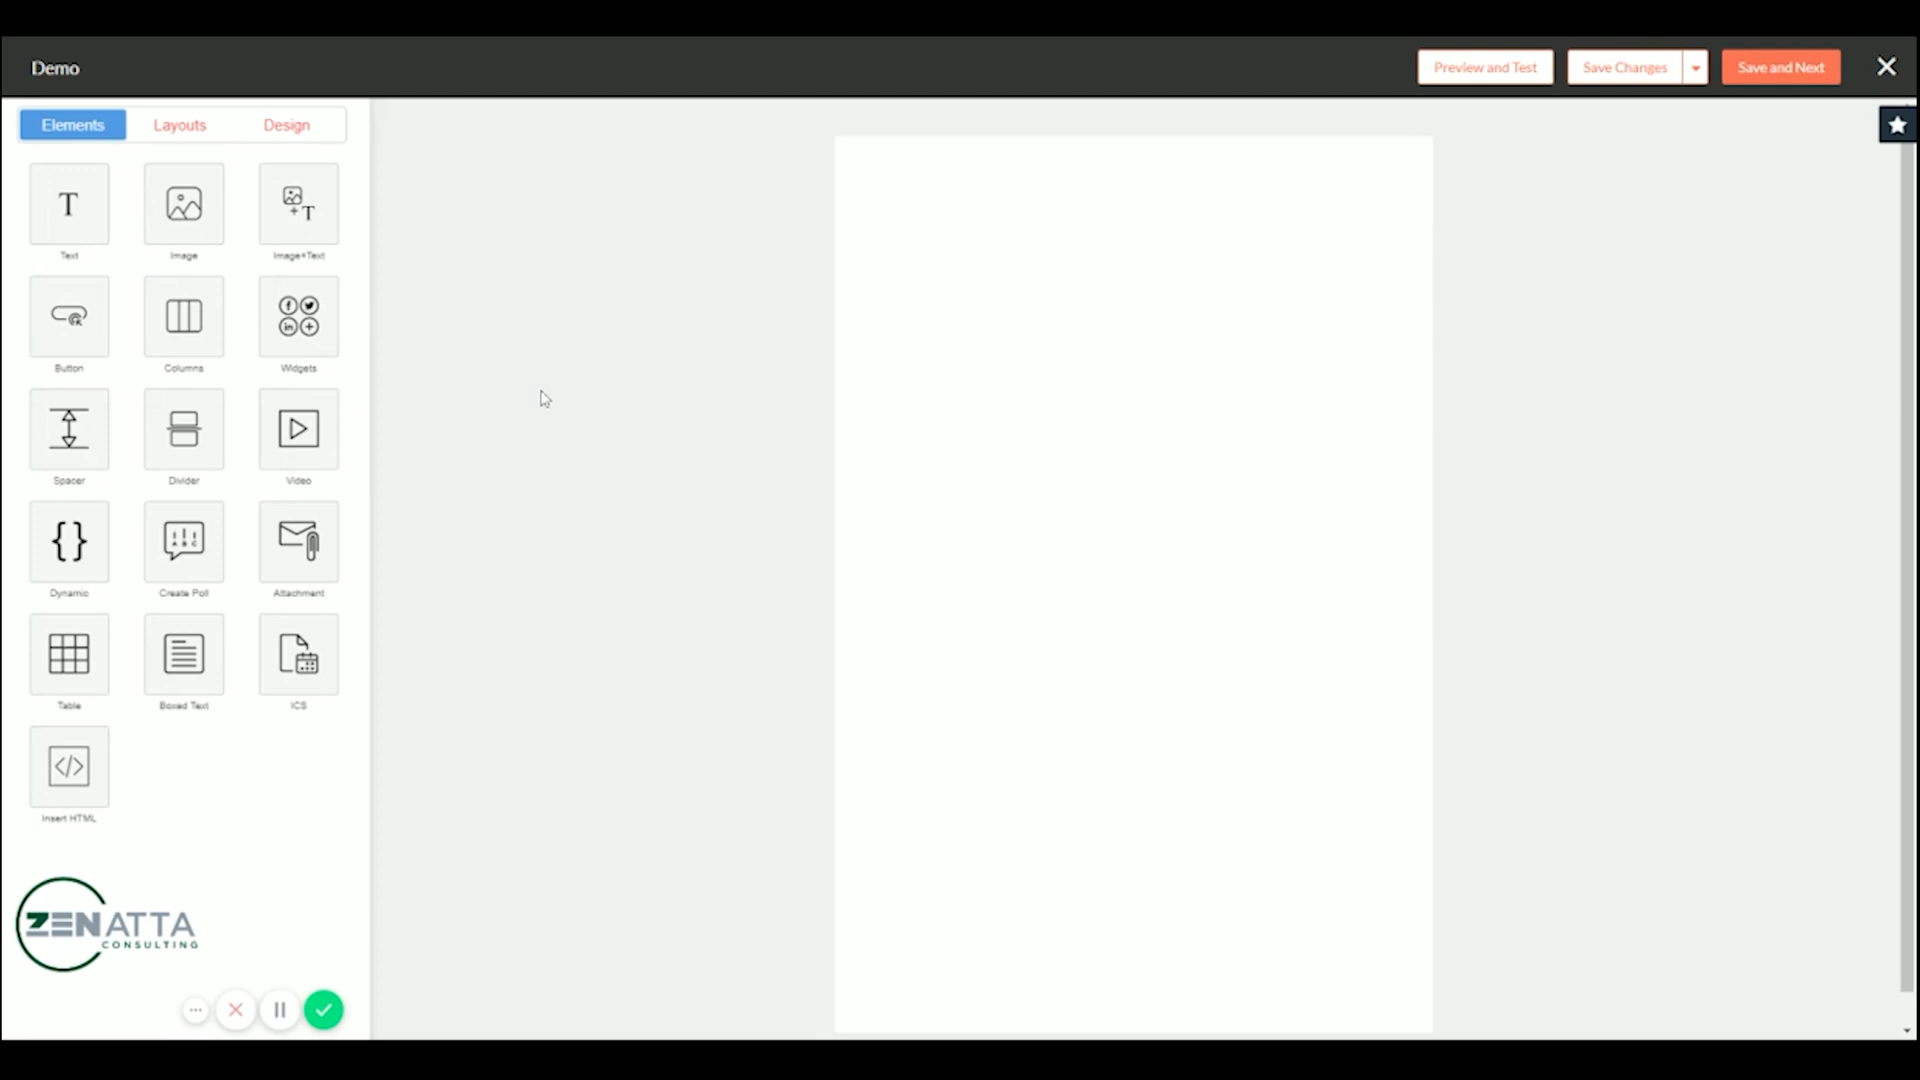 Demo
Preview and Test
Save Changes
Save and Next
Elements
Layouts
Design
T
+T
Text
Image
Image+Text
Button
Columns
Widgets
Spacer
Divider
Video
{}
A B C
Dynamic
Create Poll
Attachment
Table
Boxed Text
ICS
</>
Insert HTML
ZENATTA
CONSULTING